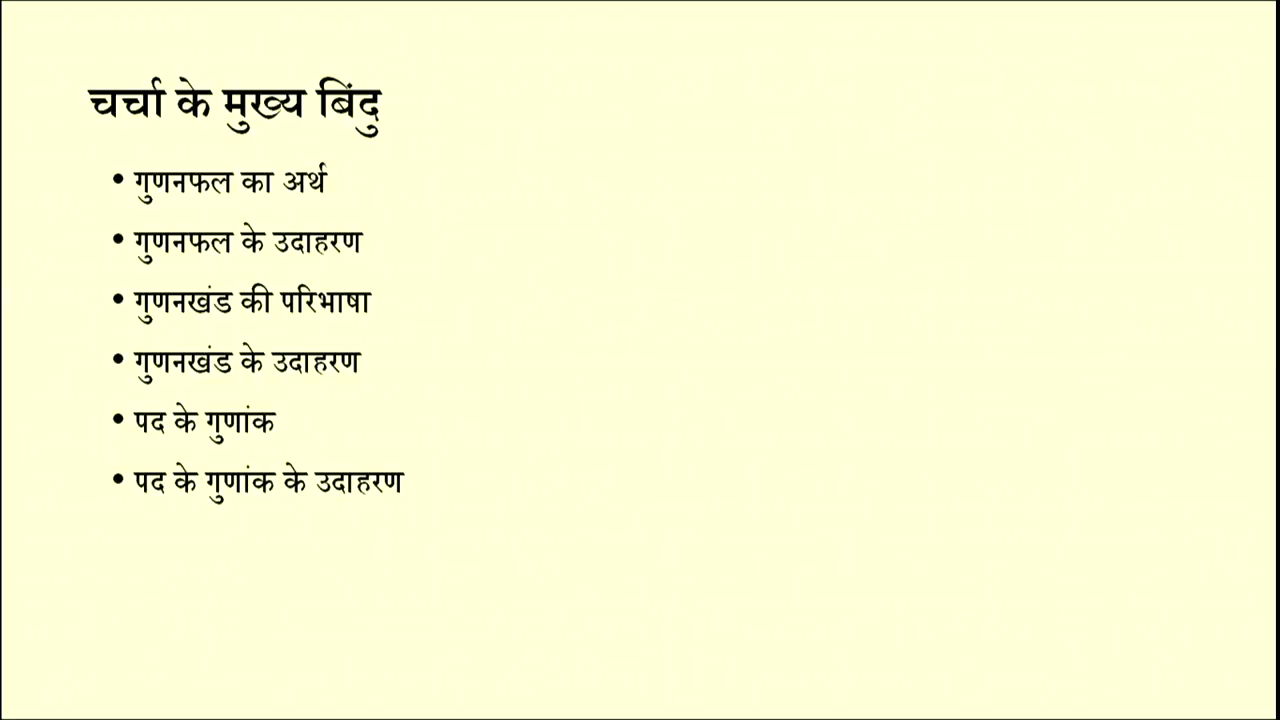 चर्चा के मुख्य बिंदु
• गुणनफल का अर्थ
• गुणनफल के उदाहरण
• गुणनखंड की परिभाषा
• गुणनखंड के उदाहरण
• पद के गुणांक
• पद के गुणांक के उदाहरण